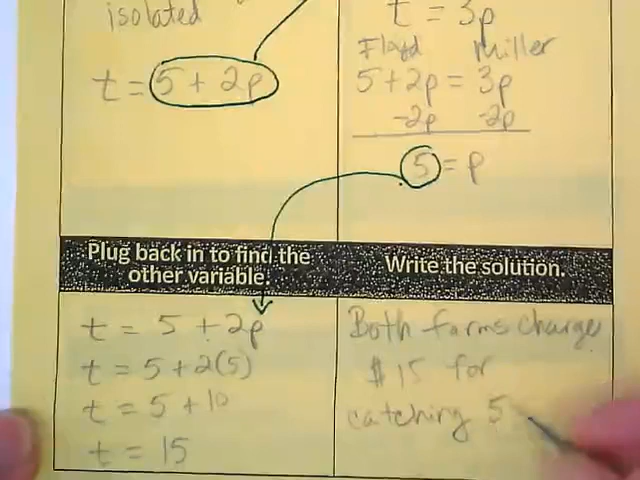 isolated
t = 5 + 2p
t = 3p
Floyd Miller
5 + 2p = 3p
-2p -2p
5 = p
Plug back in to find the
other variable.
t = 5 + 2p
t = 5 + 2(5)
t = 5 + 10
t = 15
Write the solution.
Both farms charge
$15 for
catching 5